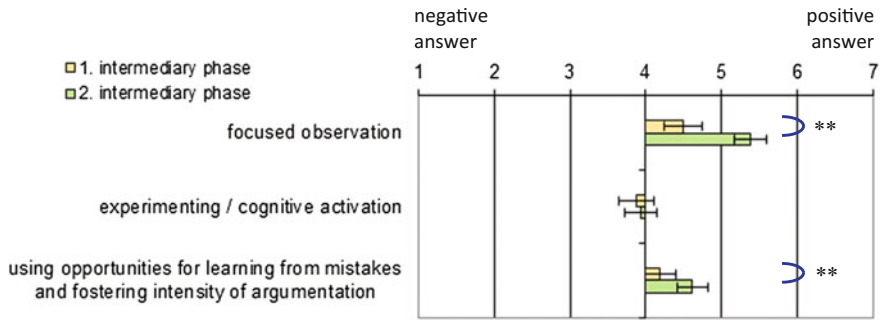 negative
answer
positive
answer
1. intermediary phase
2. intermediary phase
1 2 3 4 5 6 7
focused observation
**
experimenting / cognitive activation
using opportunities for learning from mistakes
and fostering intensity of argumentation
**